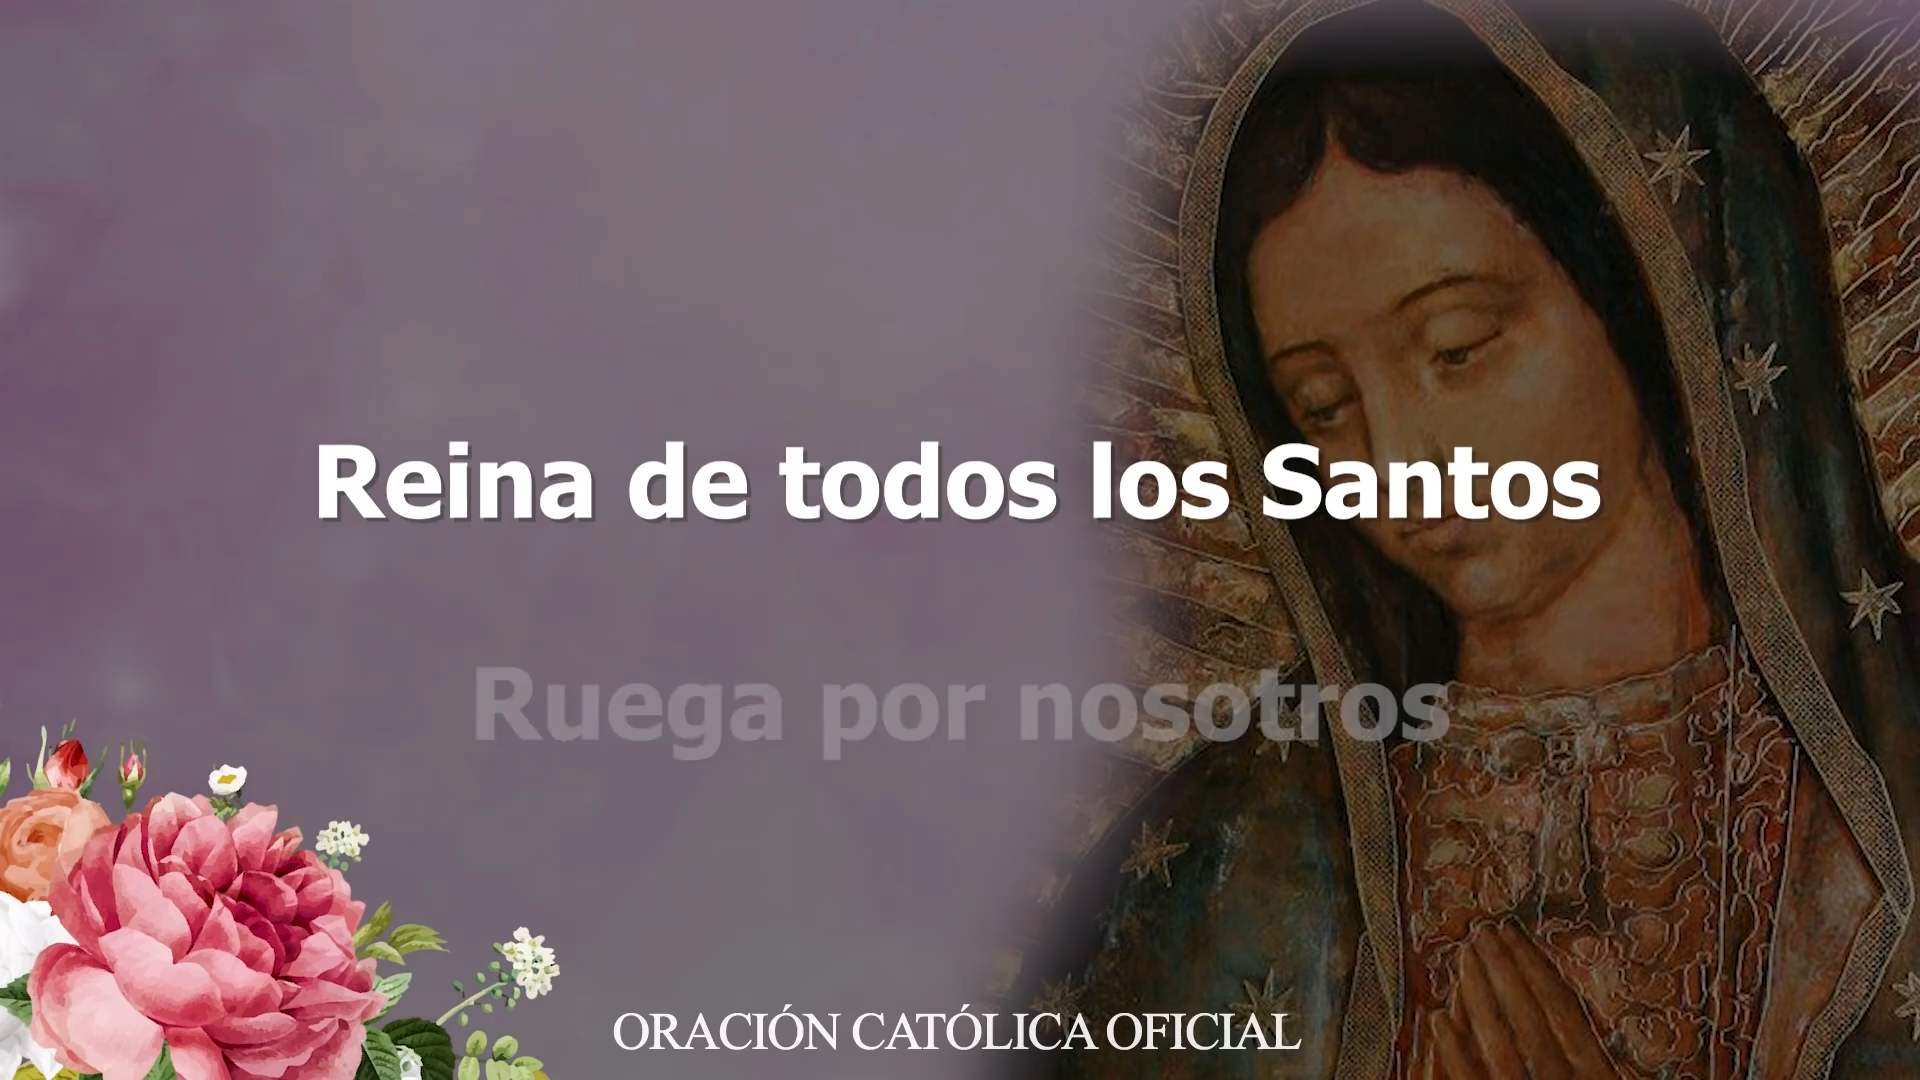 Reina de todos los Santos
Ruega por nosotros
ORACIÓN CATÓLICA OFICIAL